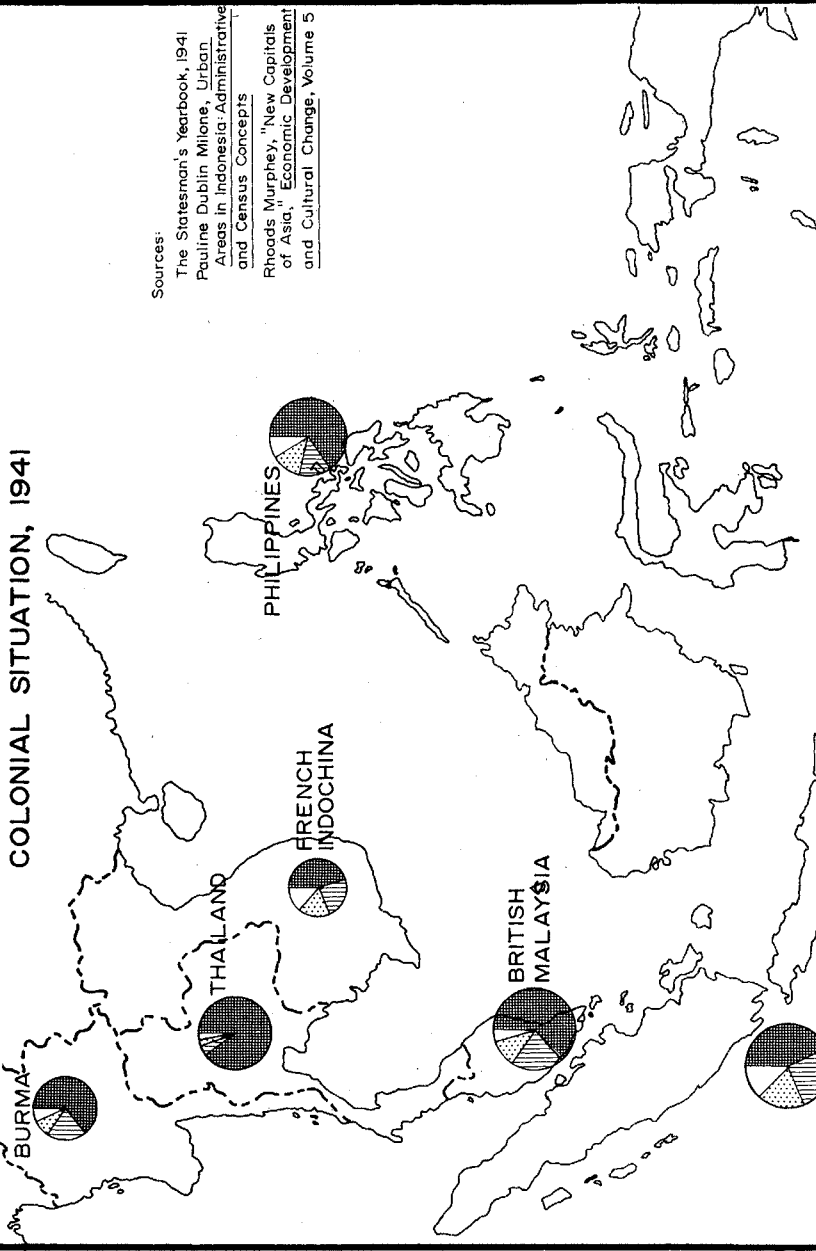 COLONIAL SITUATION, 1941
Sources:
The Statesman's Yearbook, 1941
Pauline Dublin Milone, Urban
Areas in Indonesia: Administrative
and Census Concepts
Rhoads Murphey, "New Capitals
of Asia," Economic Development
and Cultural Change, Volume 5
BURMA
THAILAND
FRENCH
INDOCHINA
PHILIPPINES
BRITISH
MALAYSIA